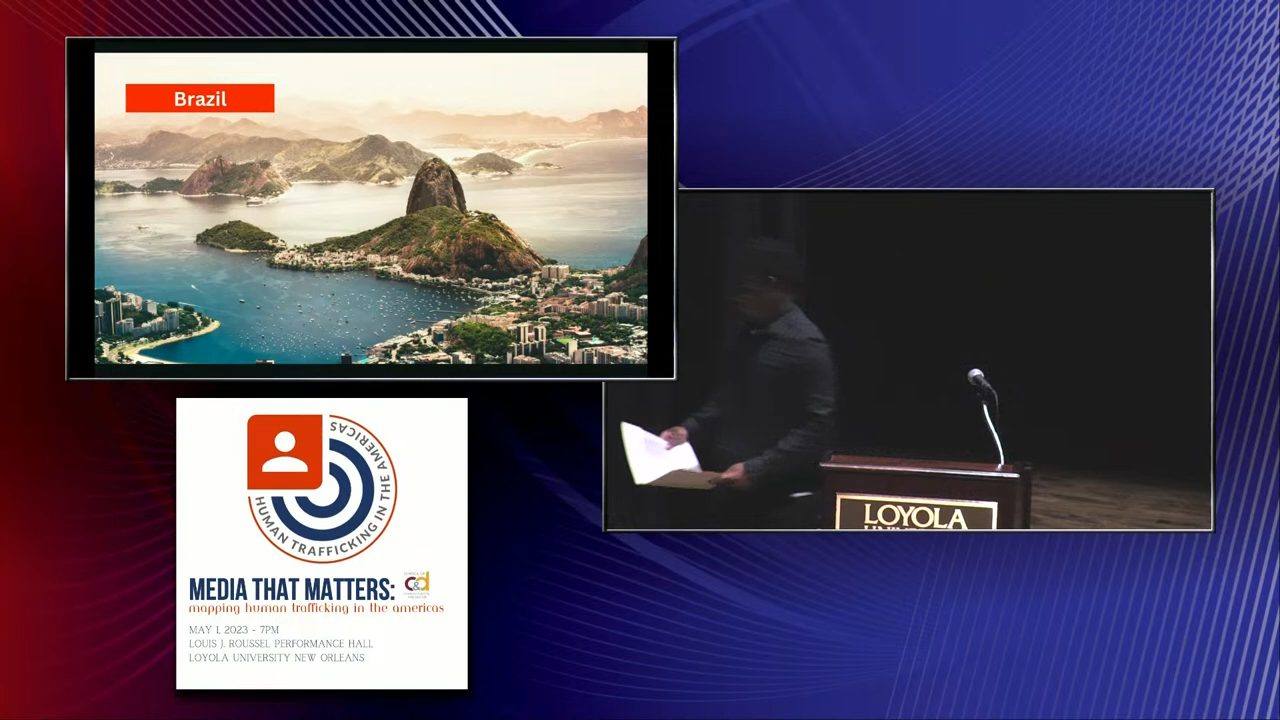 Brazil
LOYOLA
HUMAN TRAFFICKING IN THE AMERICAS
MEDIA THAT MATTERS:
c&d
mapping human trafficking in the americas
MAY 1, 2023 - 7PM
LOUIS J. ROUSSEL PERFORMANCE HALL
LOYOLA UNIVERSITY NEW ORLEANS